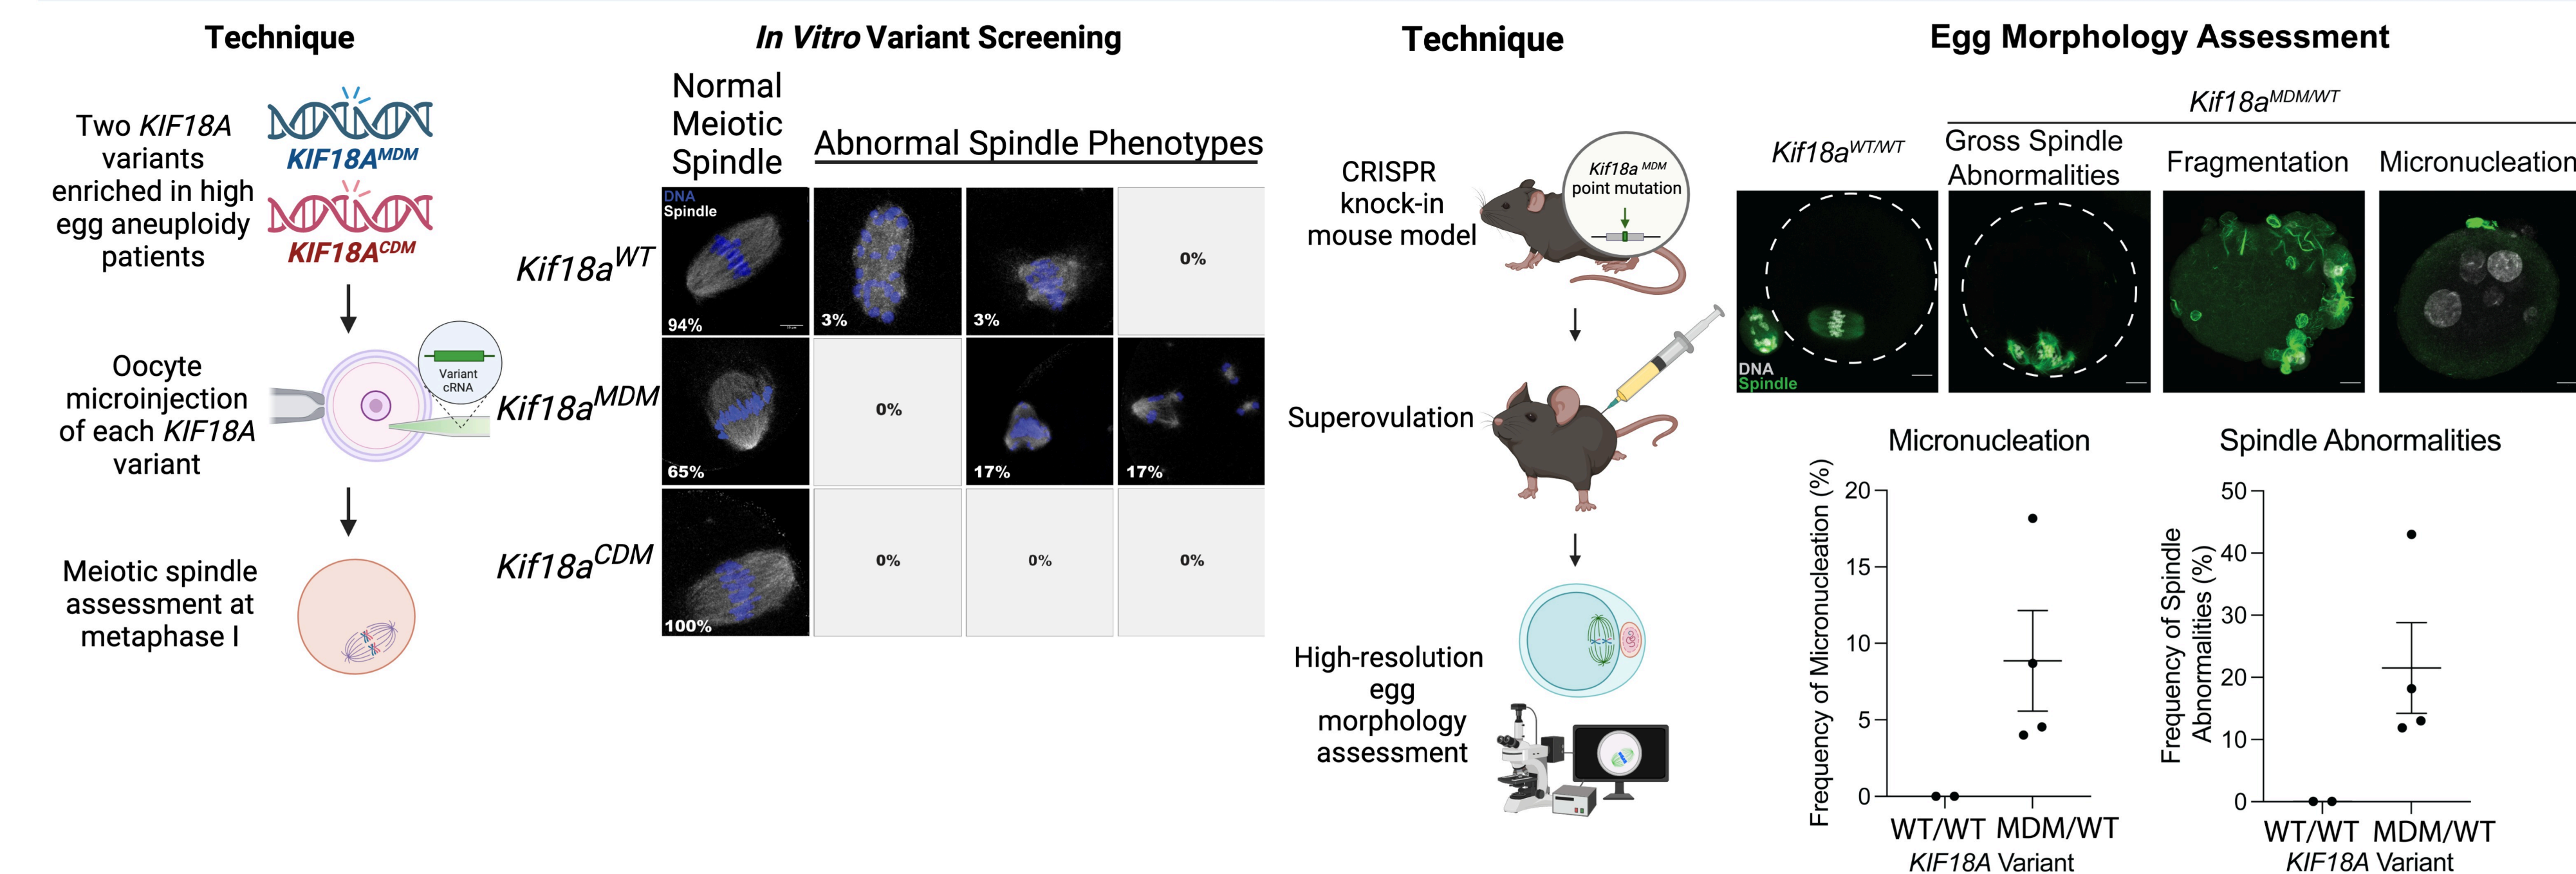 Technique
Two KIF18A
variants
enriched in high
egg aneuploidy
patients
KIF18A^MDM
KIF18A^CDM
Oocyte
microinjection
of each KIF18A
variant
Variant
cRNA
Meiotic spindle
assessment at
metaphase I
In Vitro Variant Screening
Normal
Meiotic
Spindle
Abnormal Spindle Phenotypes
Kif18a^WT
DNA
Spindle
94%
3%
3%
0%
Kif18a^MDM
65%
0%
17%
17%
Kif18a^CDM
100%
0%
0%
0%
Technique
CRISPR
knock-in
mouse model
Kif18a MDM
point mutation
Superovulation
High-resolution
egg
morphology
assessment
Egg Morphology Assessment
Kif18a^MDM/WT
Kif18a^WT/WT
Gross Spindle
Abnormalities
Fragmentation
Micronucleation
DNA
Spindle
Micronucleation
Frequency of Micronucleation (%)
20
15
10
5
0
WT/WT MDM/WT
KIF18A Variant
Spindle Abnormalities
Frequency of Spindle
Abnormalities (%)
50
40
30
20
10
0
WT/WT MDM/WT
KIF18A Variant